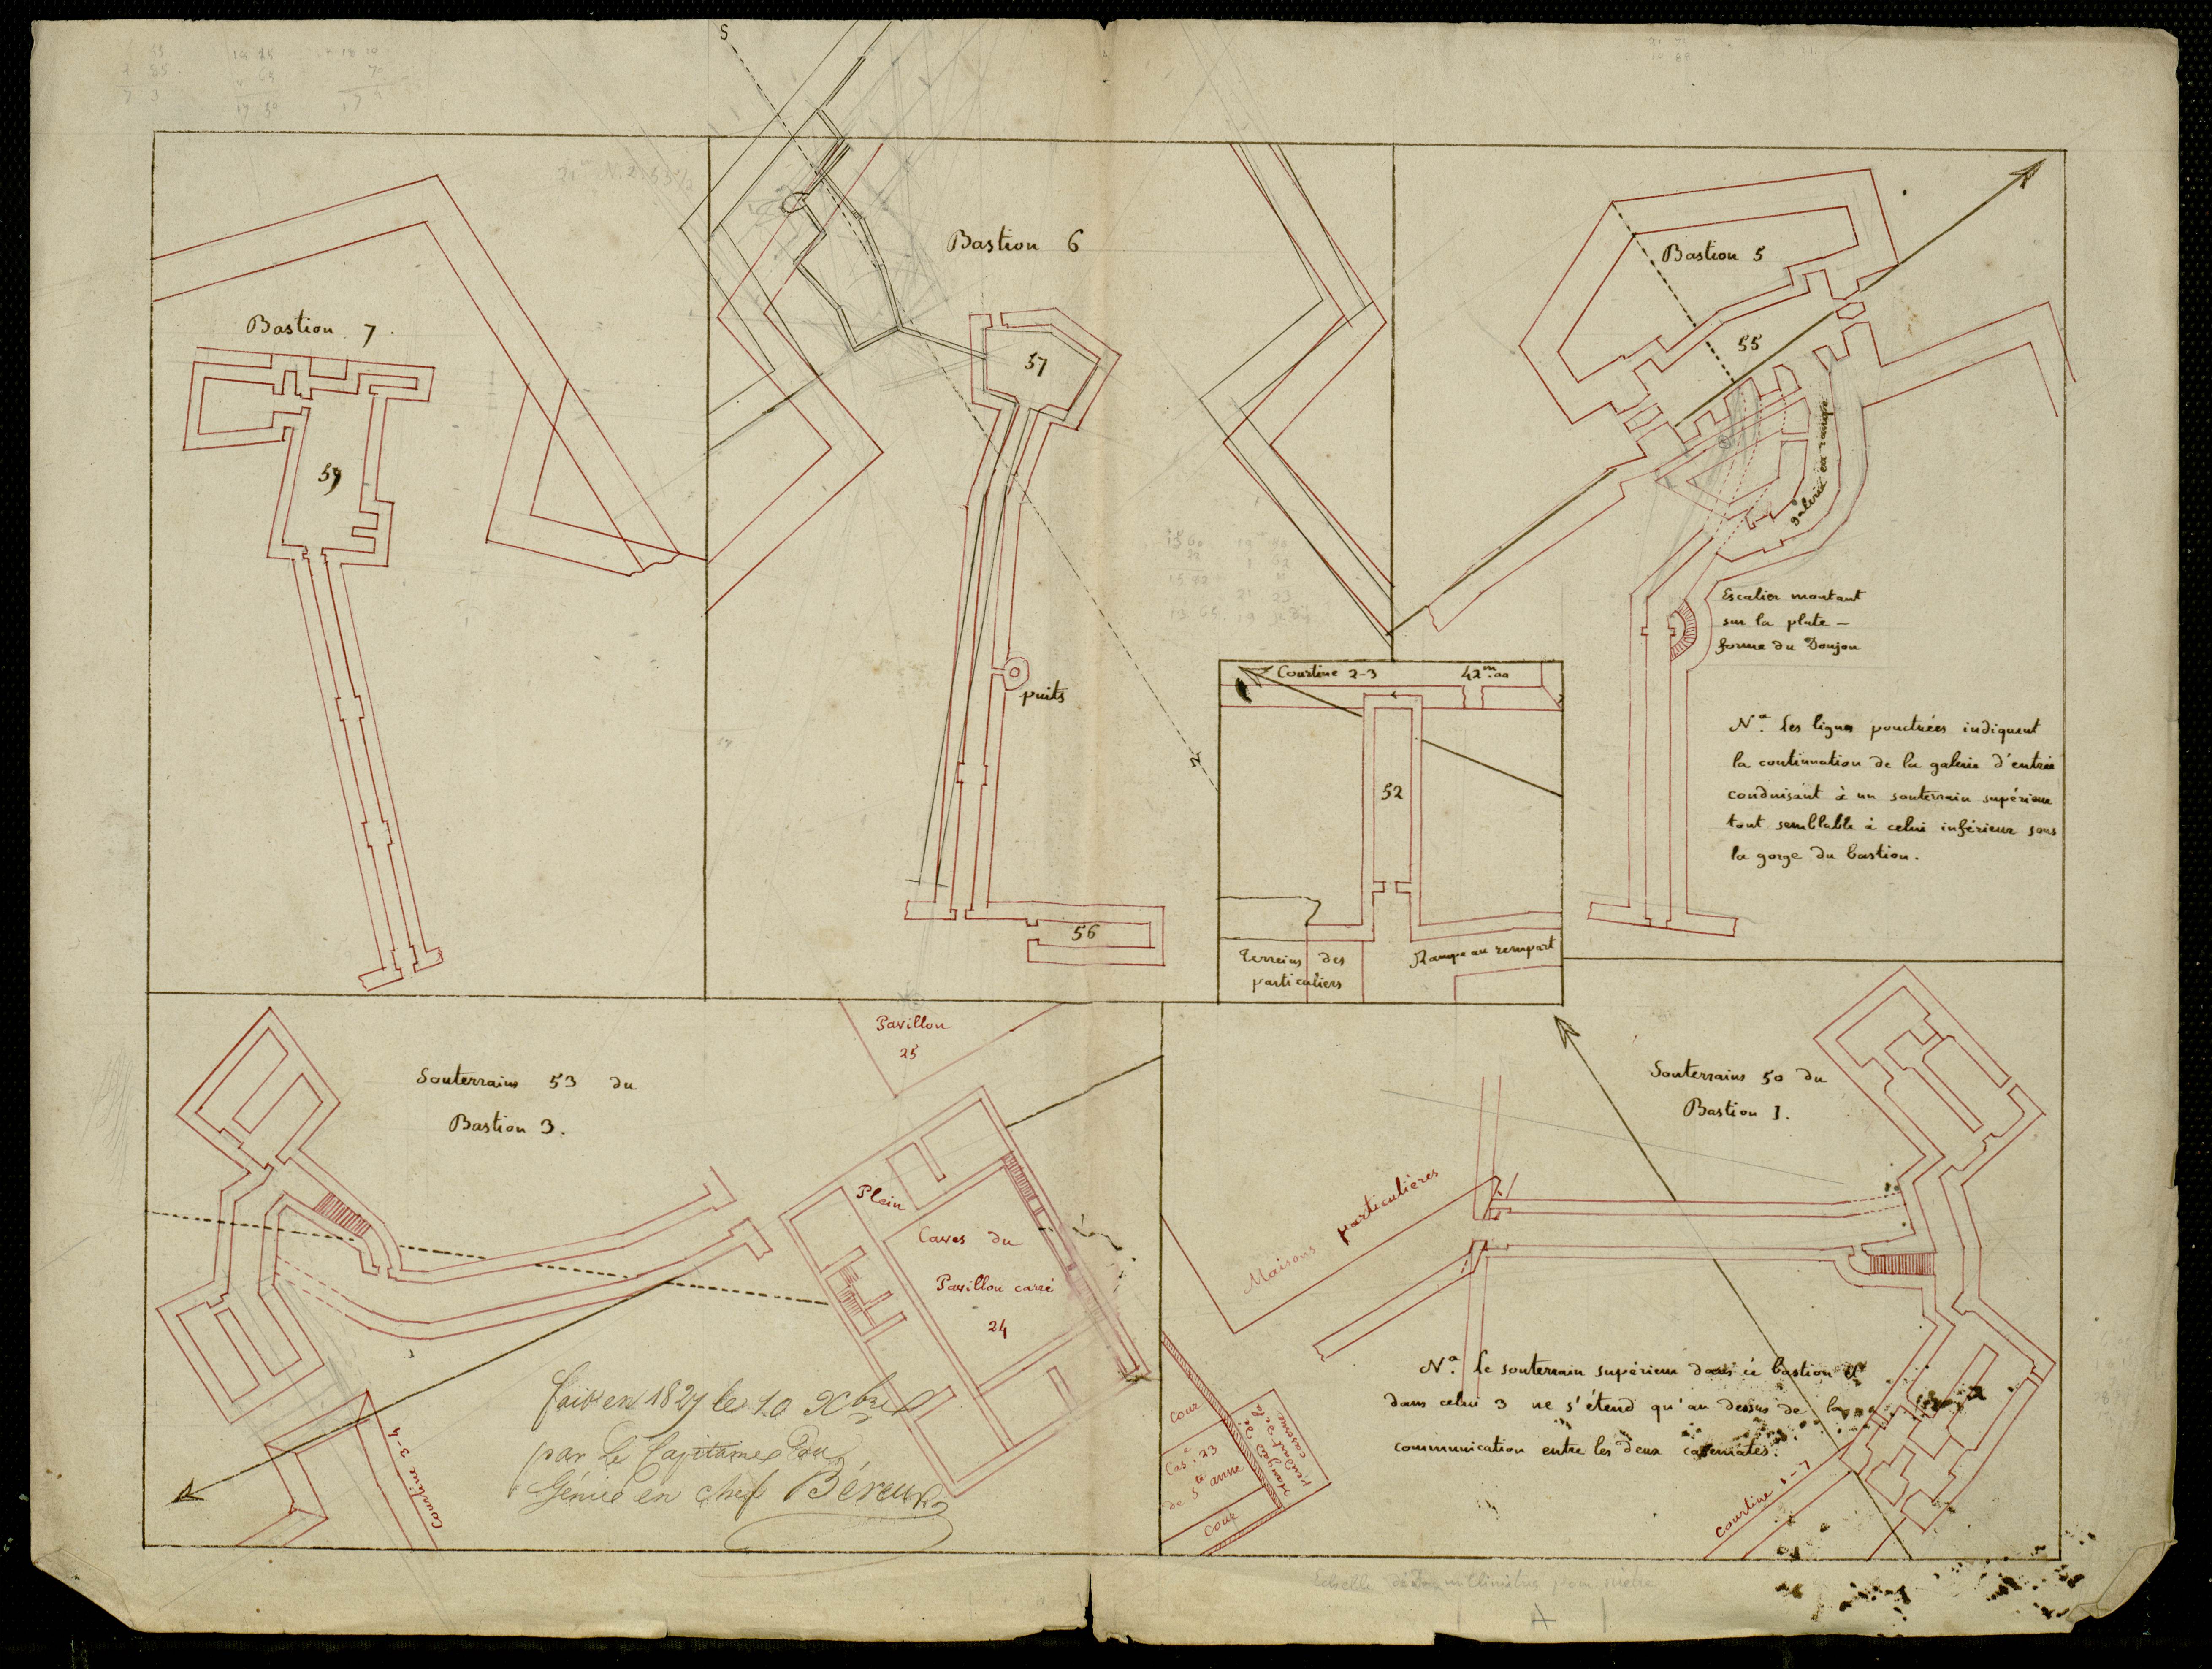 S
Bastion 7.
59
Bastion 6
57
puits
56
N
Bastion 5
55
galerie en rampe
Escalier montant
sur la plate-
forme du Donjon
Nª. Les lignes ponctuées indiquent
la continuation de la galerie d'entrée
conduisant à un souterrain supérieur
tout semblable à celui inférieur sous
la gorge du bastion.
Courtine 2-3
52
Terreins des
particuliers
Rampe au rempart
Souterrains 53 du
Bastion 3.
Pavillon
25
Plein
Caves du
Pavillon carré
24
Courtine 3-4
fait en 1827 le 10 Xbre
par Le Capitaine du
Génie en chef Béreur
Souterrains 50 du
Bastion 1.
Maisons particulières
Nª. Le souterrain supérieur dans ce bastion et
dans celui 3 ne s'étend qu'au dessus de la
communication entre les deux casemates.
Cour
Cas. 23
de Ste anne
Cour
Courtine 1-7
Echelle de deux millimètres pour mètre
A